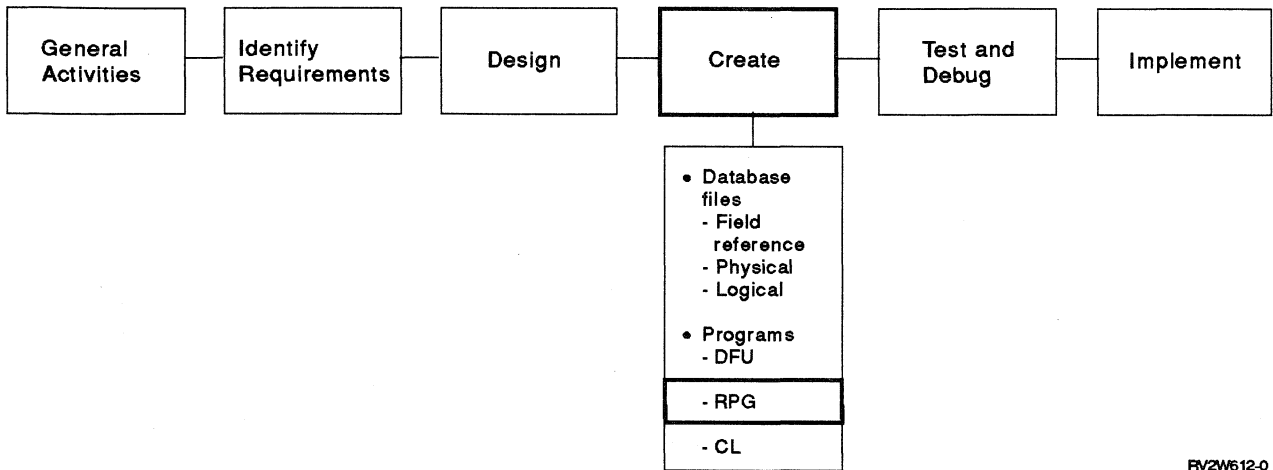 General
Activities
Identify
Requirements
Design
Create
Test and
Debug
Implement
• Database
files
- Field
reference
- Physical
- Logical
• Programs
- DFU
- RPG
- CL
RV2W612-0